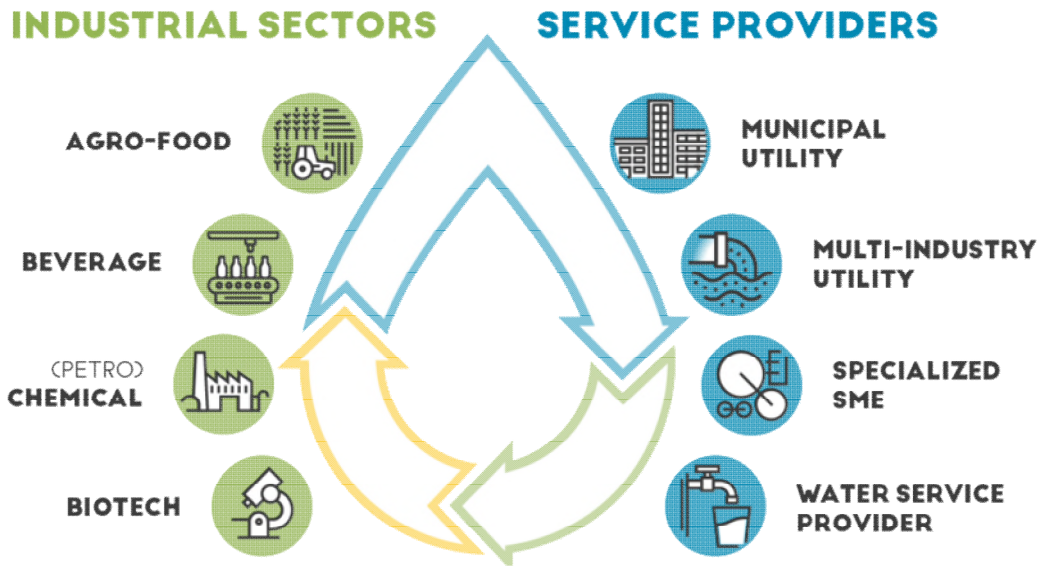 INDUSTRIAL SECTORS
AGRO-FOOD
BEVERAGE
(PETRO)
CHEMICAL
BIOTECH
SERVICE PROVIDERS
MUNICIPAL
UTILITY
MULTI-INDUSTRY
UTILITY
SPECIALIZED
SME
WATER SERVICE
PROVIDER